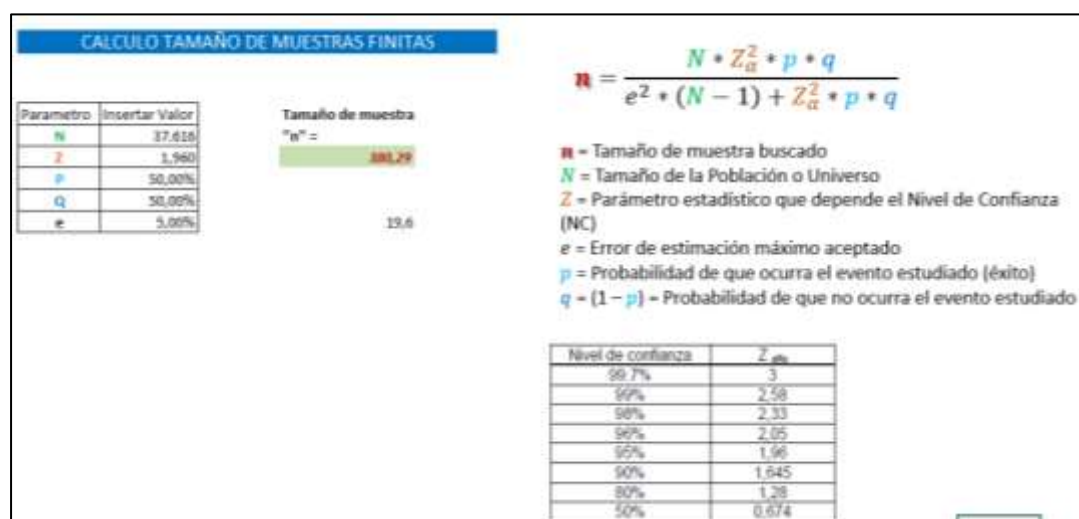 CALCULO TAMAÑO DE MUESTRAS FINITAS
Parametro Insertar Valor
N 37.616
Z 1,960
P 50,00%
Q 50,00%
e 5,00%
Tamaño de muestra
"n" =
380,29
19,6
n = N * Z²α * p * q / e² * (N − 1) + Z²α * p * q
n = Tamaño de muestra buscado
N = Tamaño de la Población o Universo
Z = Parámetro estadístico que depende el Nivel de Confianza
(NC)
e = Error de estimación máximo aceptado
p = Probabilidad de que ocurra el evento estudiado (éxito)
q = (1 − p) = Probabilidad de que no ocurra el evento estudiado
Nivel de confianza Z
99.7% 3
99% 2,58
98% 2,33
96% 2,05
95% 1,96
90% 1,645
80% 1,28
50% 0,674